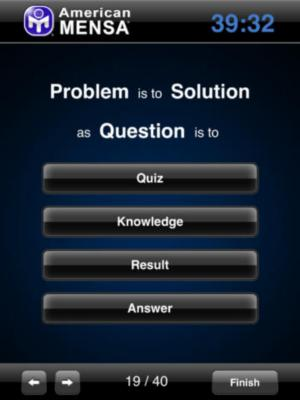 American
MENSA
39:32
Problem is to Solution
as Question is to
Quiz
Knowledge
Result
Answer
19 / 40
Finish